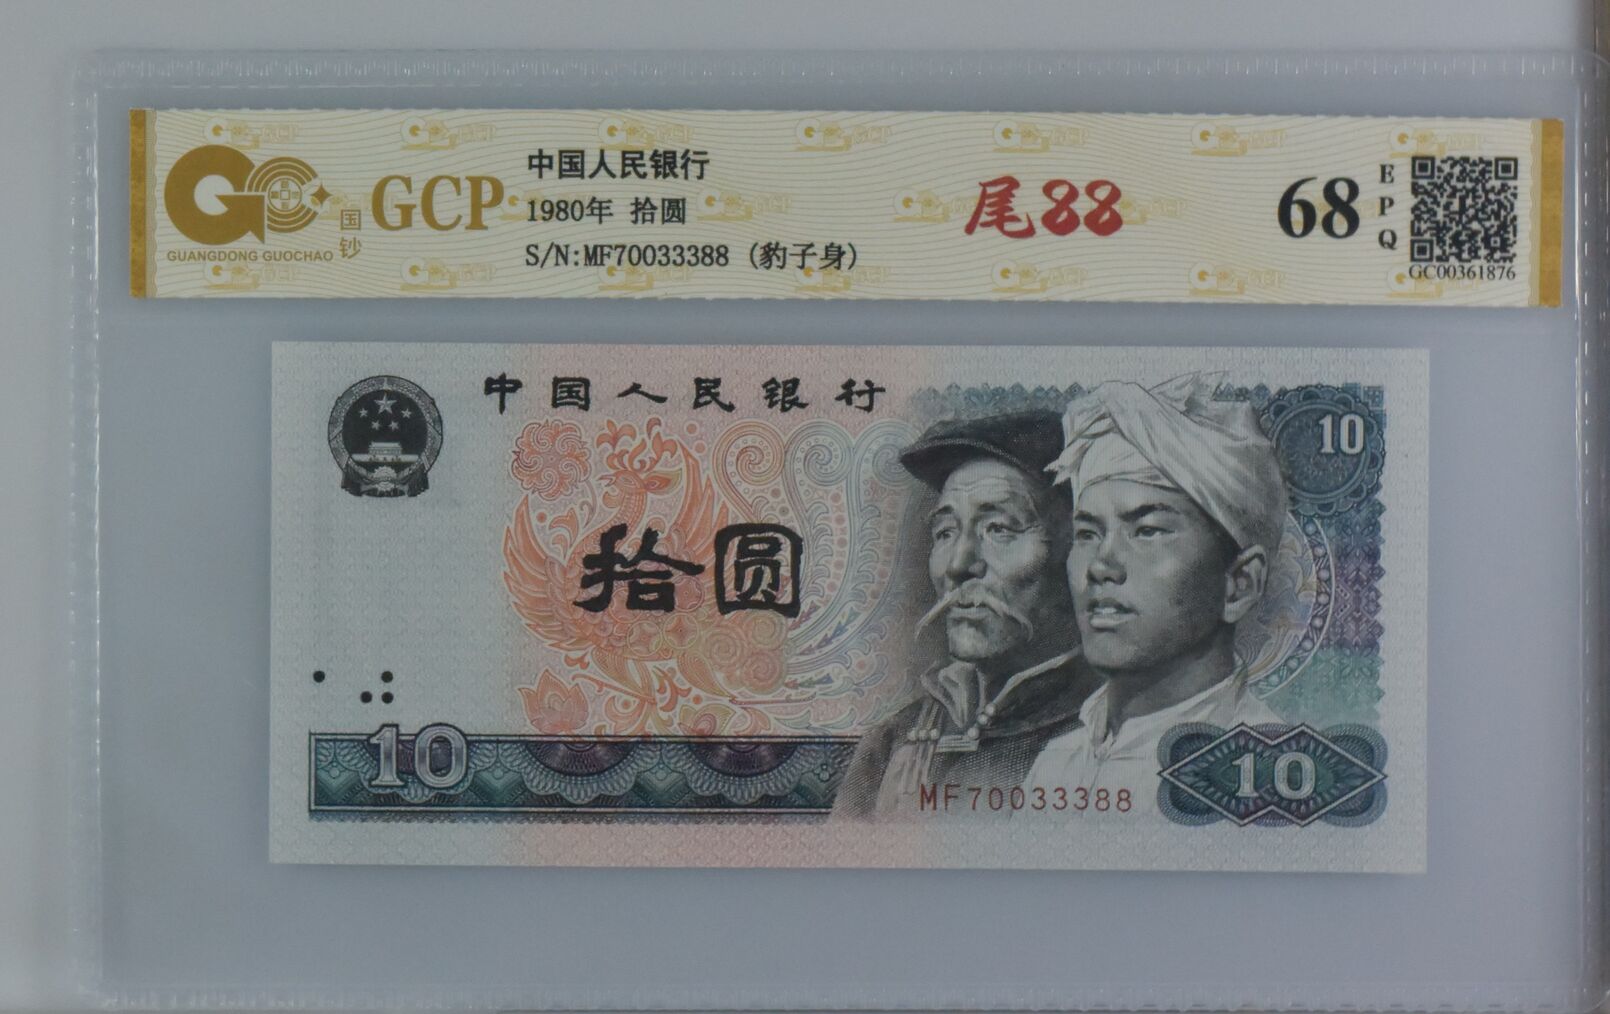 GUANGDONG GUOCHAO
国钞
GCP
中国人民银行
1980年 拾圆
S/N:MF70033388 (豹子身)
尾88
68
EPQ
GC00361876
中国人民银行
10
拾圆
10
MF70033388
10